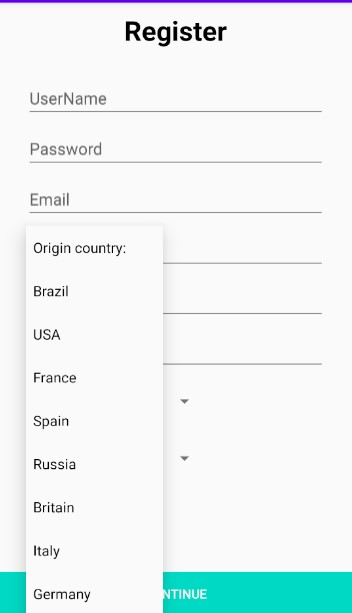 Register
UserName
Password
Email
Origin country:
Brazil
USA
France
Spain
Russia
Britain
Italy
Germany
NTINUE